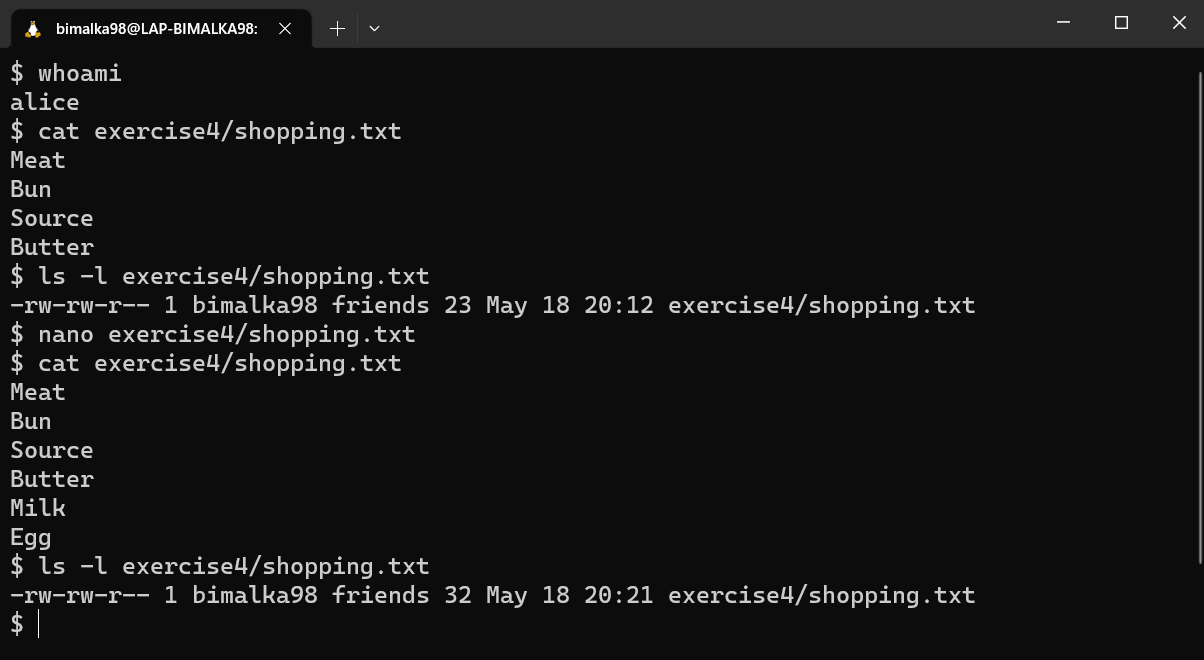 bimalka98@LAP-BIMALKA98:
$ whoami
alice
$ cat exercise4/shopping.txt
Meat
Bun
Source
Butter
$ ls -l exercise4/shopping.txt
-rw-rw-r-- 1 bimalka98 friends 23 May 18 20:12 exercise4/shopping.txt
$ nano exercise4/shopping.txt
$ cat exercise4/shopping.txt
Meat
Bun
Source
Butter
Milk
Egg
$ ls -l exercise4/shopping.txt
-rw-rw-r-- 1 bimalka98 friends 32 May 18 20:21 exercise4/shopping.txt
$